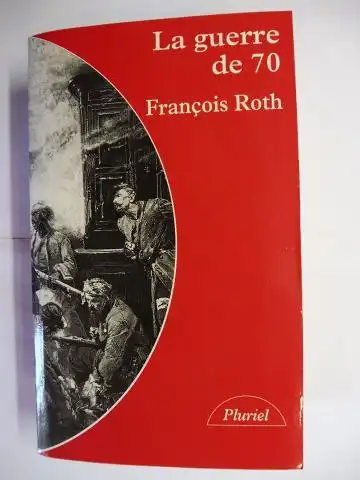 La guerre
de 70
François Roth
Pluriel